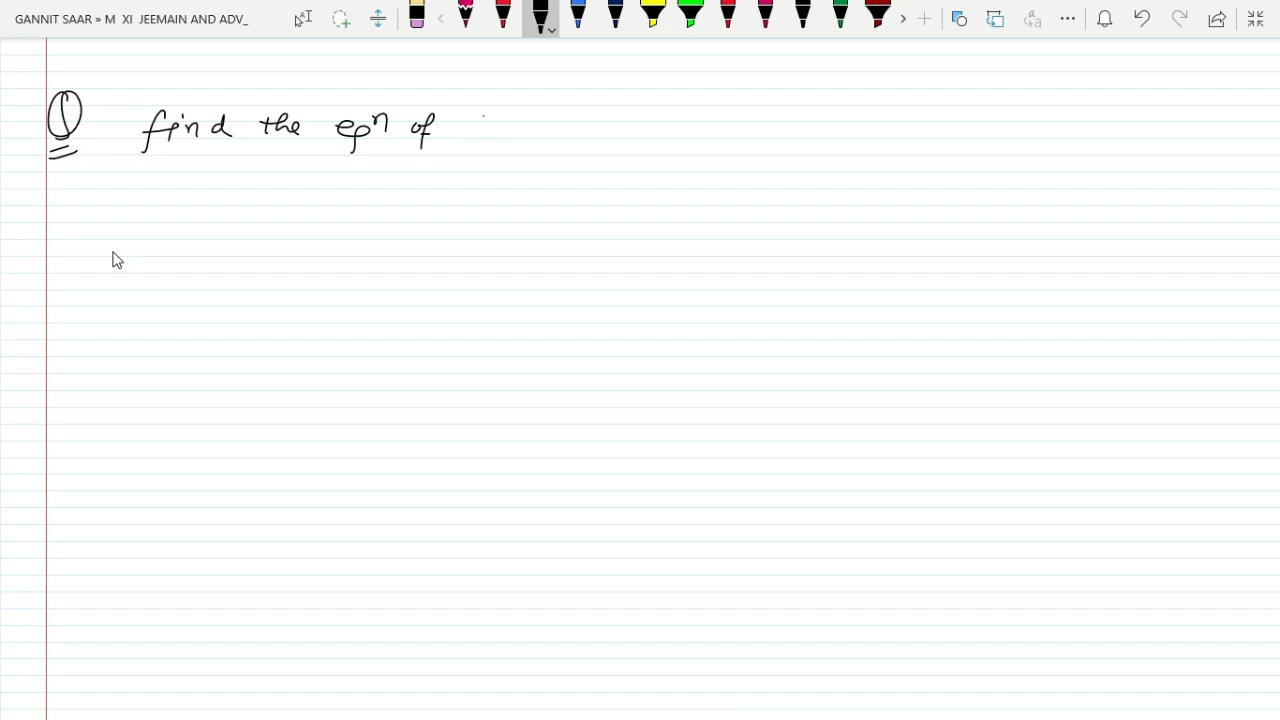 GANNIT SAAR » M XI JEEMAIN AND ADV_
Q find the eqⁿ of